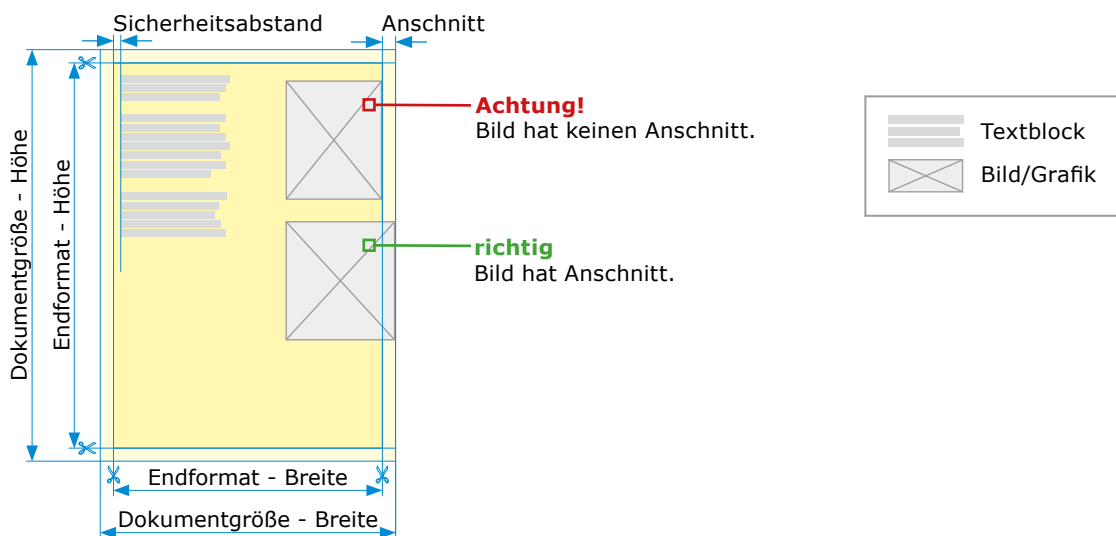 Sicherheitsabstand
Anschnitt
Achtung!
Bild hat keinen Anschnitt.
Textblock
Bild/Grafik
Dokumentgröße - Höhe
Endformat - Höhe
richtig
Bild hat Anschnitt.
Endformat - Breite
Dokumentgröße - Breite